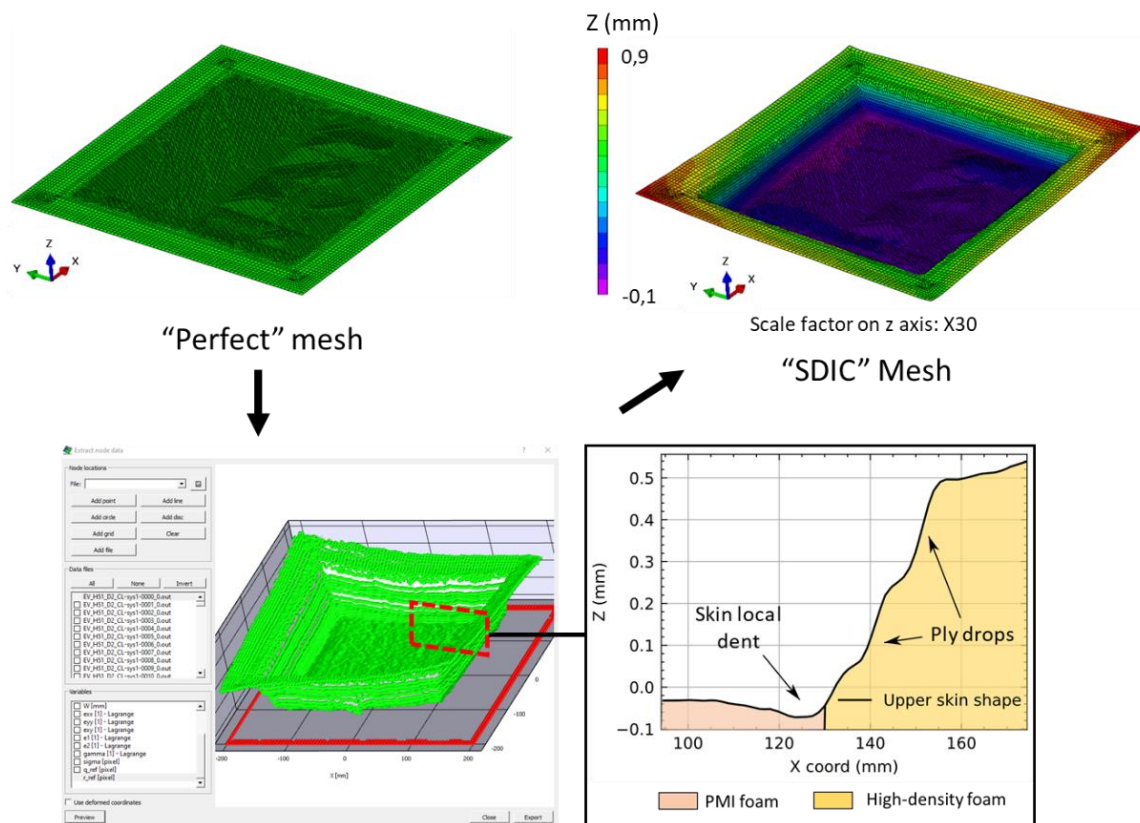 Z (mm)
0,9
-0,1
Z
Y
X
Z
Y
X
Scale factor on z axis: X30
“Perfect” mesh
“SDIC” Mesh
Extract node data
? ×
Node locations
File:
Add point
Add line
Add circle
Add disc
Add grid
Clear
Add file
Data files
All
None
Invert
EV_HS1_D2_CL-sys1-0000_0.out
EV_HS1_D2_CL-sys1-0001_0.out
EV_HS1_D2_CL-sys1-0002_0.out
EV_HS1_D2_CL-sys1-0003_0.out
EV_HS1_D2_CL-sys1-0004_0.out
EV_HS1_D2_CL-sys1-0005_0.out
EV_HS1_D2_CL-sys1-0006_0.out
EV_HS1_D2_CL-sys1-0007_0.out
EV_HS1_D2_CL-sys1-0008_0.out
EV_HS1_D2_CL-sys1-0009_0.out
EV_HS1_D2_CL-sys1-0010_0.out
Variables
W [mm]
exx [1] - Lagrange
eyy [1] - Lagrange
exy [1] - Lagrange
e1 [1] - Lagrange
e2 [1] - Lagrange
gamma [1] - Lagrange
sigma [pixel]
q_ref [pixel]
r_ref [pixel]
Use deformed coordinates
Preview
Close
Export
0
-100
-200
-200
-100
0
100
200
X [mm]
Z (mm)
0.5
0.4
0.3
0.2
0.1
0.0
−0.1
100
120
140
160
X coord (mm)
Skin local
dent
Ply drops
Upper skin shape
PMI foam
High-density foam